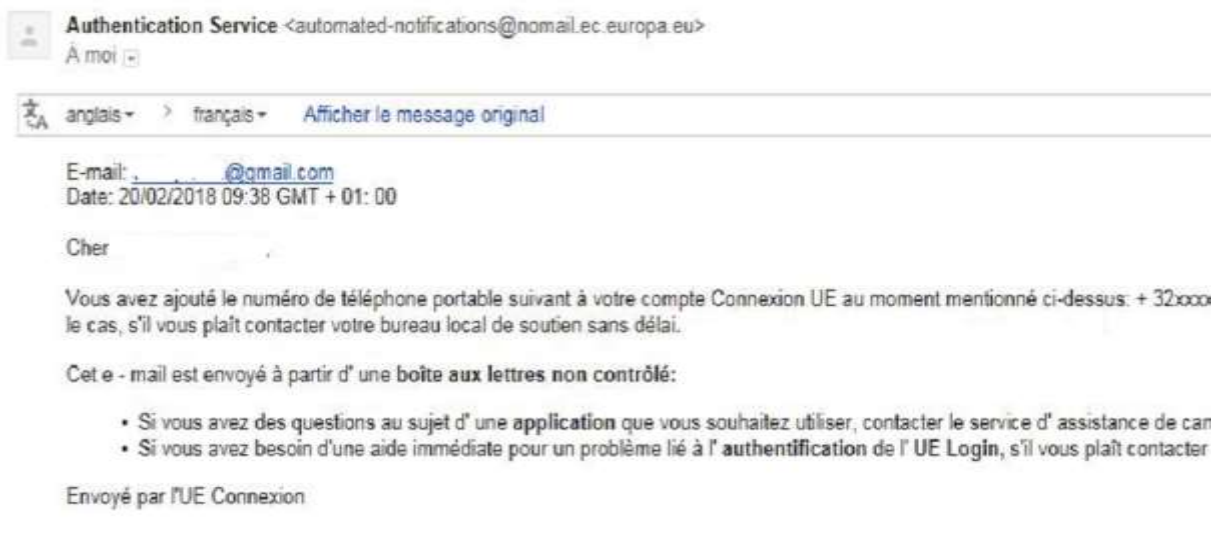 Authentication Service <automated-notifications@nomail.ec.europa.eu>
À moi
anglais > français Afficher le message original
E-mail: @gmail.com
Date: 20/02/2018 09:38 GMT + 01: 00
Cher
Vous avez ajouté le numéro de téléphone portable suivant à votre compte Connexion UE au moment mentionné ci-dessus: + 32xxxx
le cas, s'il vous plaît contacter votre bureau local de soutien sans délai.
Cet e - mail est envoyé à partir d' une boîte aux lettres non contrôlé:
• Si vous avez des questions au sujet d' une application que vous souhaitez utiliser, contacter le service d' assistance de
• Si vous avez besoin d'une aide immédiate pour un problème lié à l' authentification de l' UE Login, s'il vous plaît contacter
Envoyé par l'UE Connexion